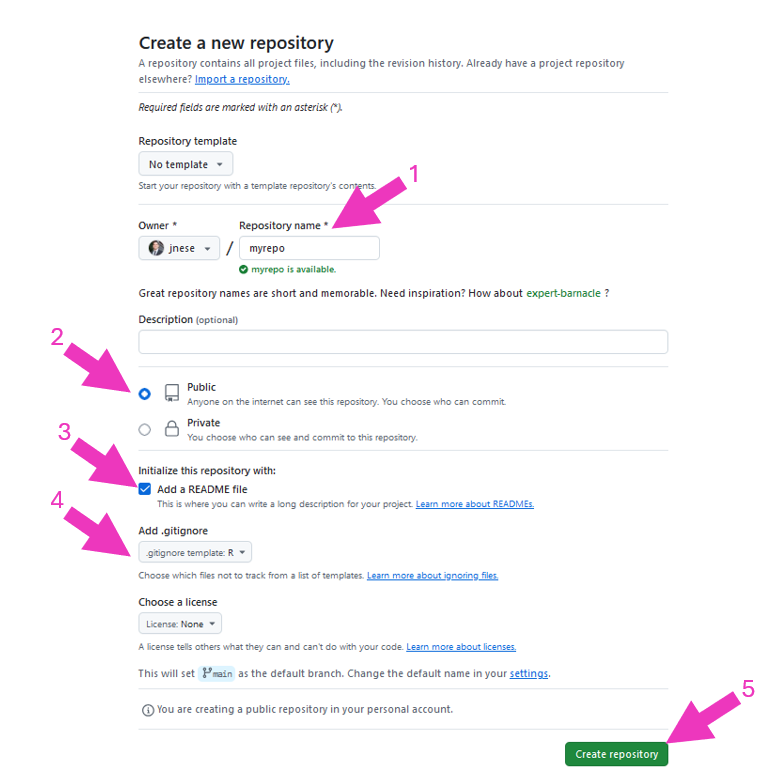 Create a new repository
A repository contains all project files, including the revision history. Already have a project repository
elsewhere? Import a repository.
Required fields are marked with an asterisk (*).
Repository template
No template
Start your repository with a template repository's contents.
1
Owner *
Repository name *
jnese
/
myrepo
myrepo is available.
Great repository names are short and memorable. Need inspiration? How about expert-barnacle ?
Description (optional)
2
Public
Anyone on the internet can see this repository. You choose who can commit.
Private
You choose who can see and commit to this repository.
3
Initialize this repository with:
Add a README file
This is where you can write a long description for your project. Learn more about READMEs.
4
Add .gitignore
.gitignore template: R
Choose which files not to track from a list of templates. Learn more about ignoring files.
Choose a license
License: None
A license tells others what they can and can't do with your code. Learn more about licenses.
This will set main as the default branch. Change the default name in your settings.
You are creating a public repository in your personal account.
5
Create repository